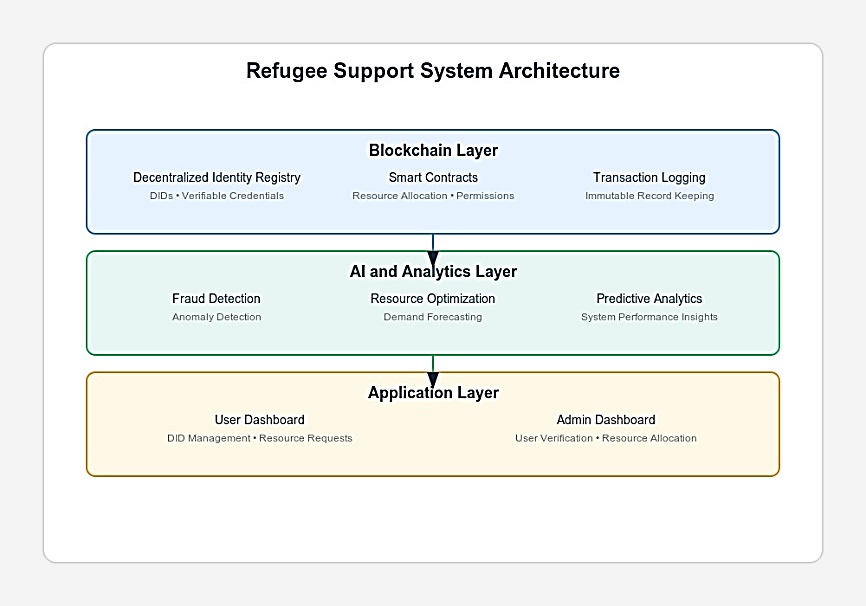 Refugee Support System Architecture
Blockchain Layer
Decentralized Identity Registry
DIDs • Verifiable Credentials
Smart Contracts
Resource Allocation • Permissions
Transaction Logging
Immutable Record Keeping
AI and Analytics Layer
Fraud Detection
Anomaly Detection
Resource Optimization
Demand Forecasting
Predictive Analytics
System Performance Insights
Application Layer
User Dashboard
DID Management • Resource Requests
Admin Dashboard
User Verification • Resource Allocation